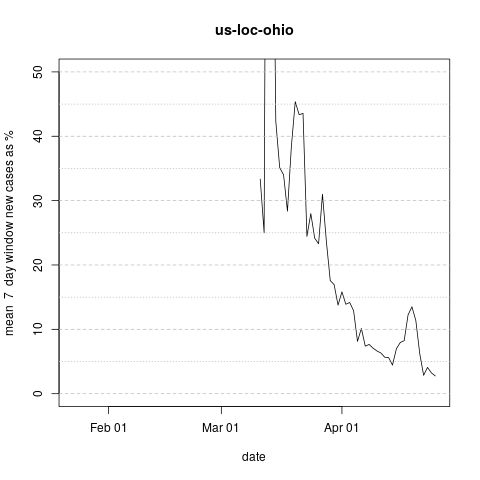 us-loc-ohio
mean 7 day window new cases as %
50
40
30
20
10
0
Feb 01
Mar 01
Apr 01
date